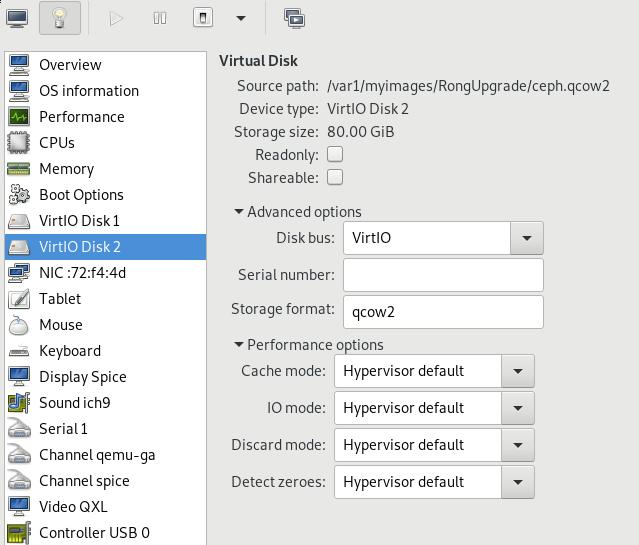 Overview
OS information
Performance
CPUs
Memory
Boot Options
VirtIO Disk 1
VirtIO Disk 2
NIC :72:f4:4d
Tablet
Mouse
Keyboard
Display Spice
Sound ich9
Serial 1
Channel qemu-ga
Channel spice
Video QXL
Controller USB 0
Virtual Disk
Source path: /var1/myimages/RongUpgrade/ceph.qcow2
Device type: VirtIO Disk 2
Storage size: 80.00 GiB
Readonly:
Shareable:
Advanced options
Disk bus: VirtIO
Serial number:
Storage format: qcow2
Performance options
Cache mode: Hypervisor default
IO mode: Hypervisor default
Discard mode: Hypervisor default
Detect zeroes: Hypervisor default